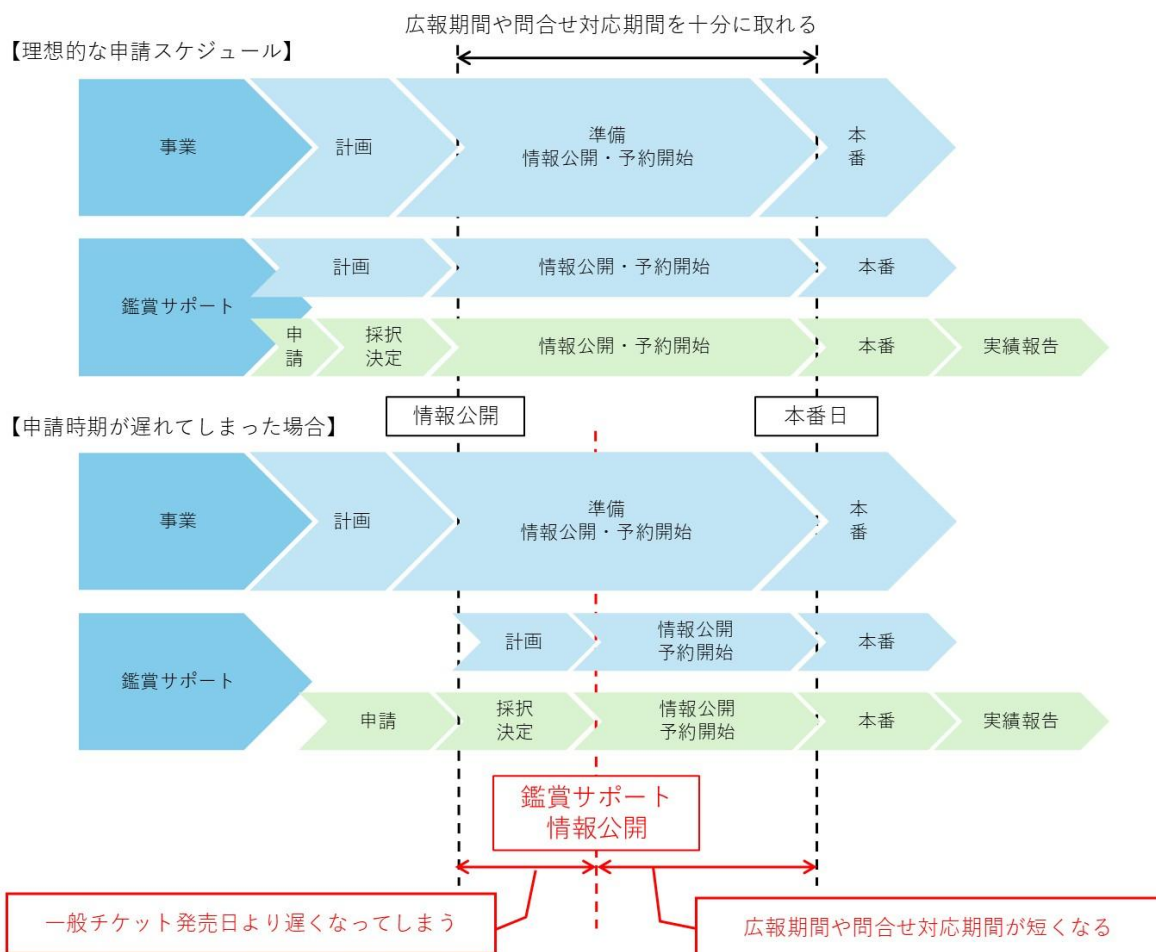 広報期間や問合せ対応期間を十分に取れる
【理想的な申請スケジュール】
事業
計画
準備
情報公開・予約開始
本
番
鑑賞サポート
計画
情報公開・予約開始
本番
申
請
採択
決定
情報公開・予約開始
本番
実績報告
情報公開
本番日
【申請時期が遅れてしまった場合】
事業
計画
準備
情報公開・予約開始
本
番
鑑賞サポート
計画
情報公開
予約開始
本番
申請
採択
決定
情報公開
予約開始
本番
実績報告
鑑賞サポート
情報公開
一般チケット発売日より遅くなってしまう
広報期間や問合せ対応期間が短くなる